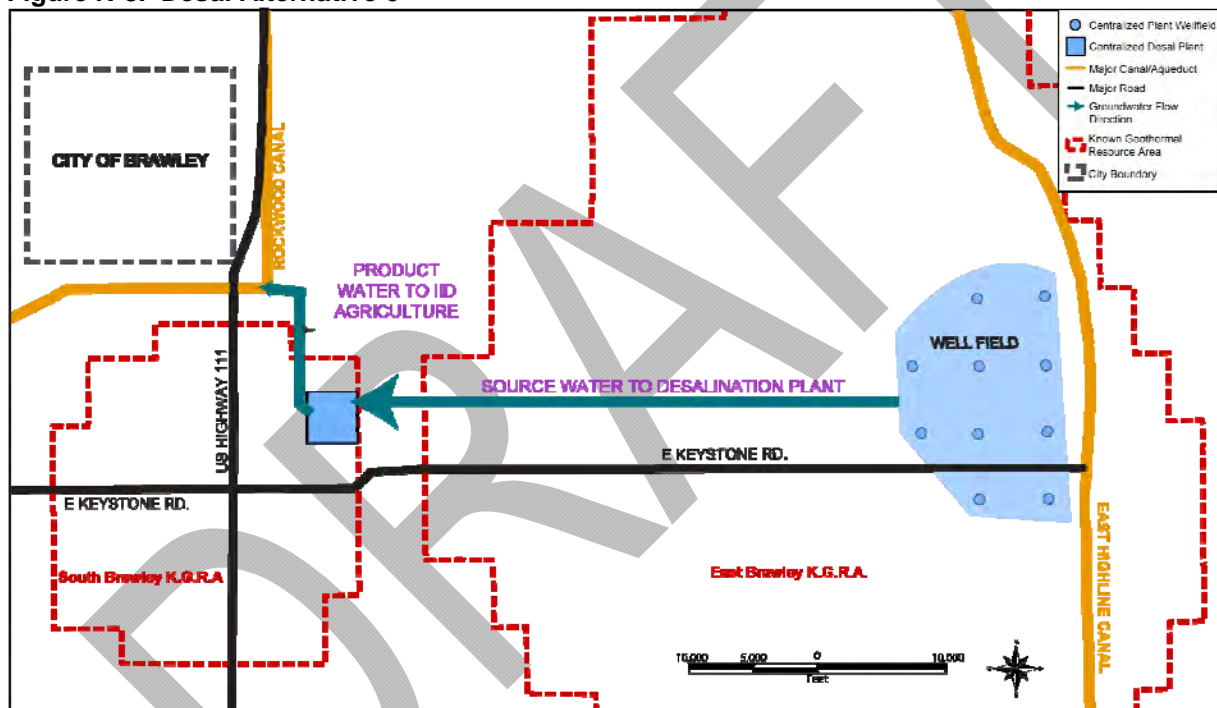 CITY OF BRAWLEY
ROCKWOOD CANAL
PRODUCT
WATER TO IID
AGRICULTURE
US HIGHWAY 111
SOURCE WATER TO DESALINATION PLANT
WELL FIELD
E KEYSTONE RD.
E KEYSTONE RD.
South Brawley K.G.R.A
East Brawley K.G.R.A.
EAST HIGHLINE CANAL
10,000 5,000 0 10,000
Feet
Centralized Plant Wellfield
Centralized Desal Plant
Major Canal/Aqueduct
Major Road
Groundwater Flow
Direction
Known Geothermal
Resource Area
City Boundary
DRAFT